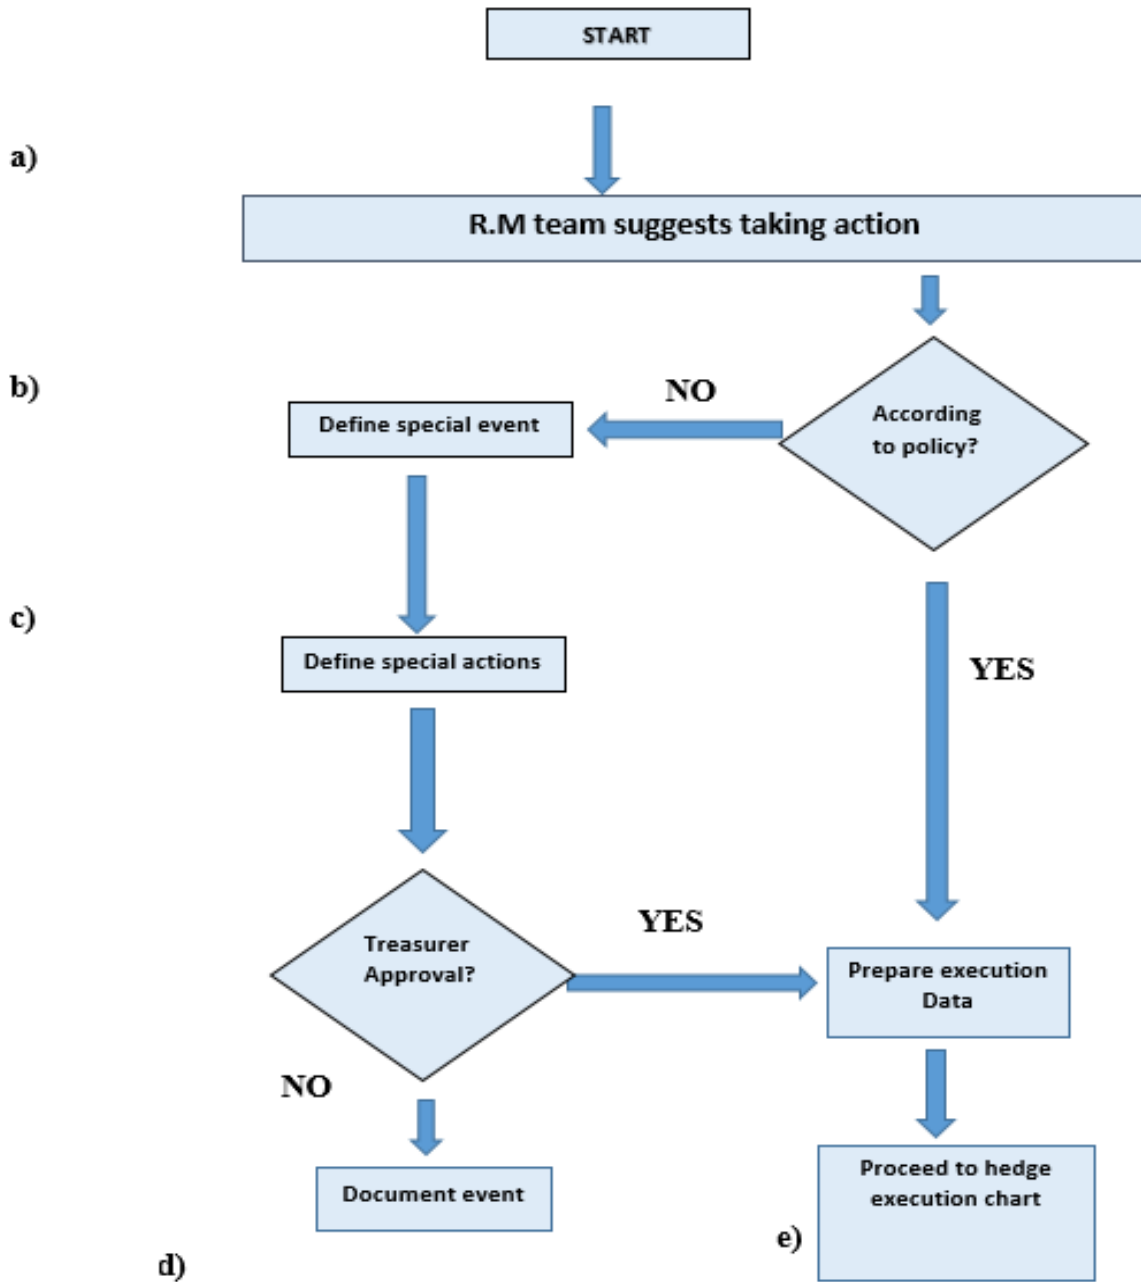 START
a)
R.M team suggests taking action
b)
NO
According
to policy?
Define special event
c)
Define special actions
YES
Treasurer
Approval?
YES
Prepare execution
Data
NO
Document event
Proceed to hedge
execution chart
d)
e)